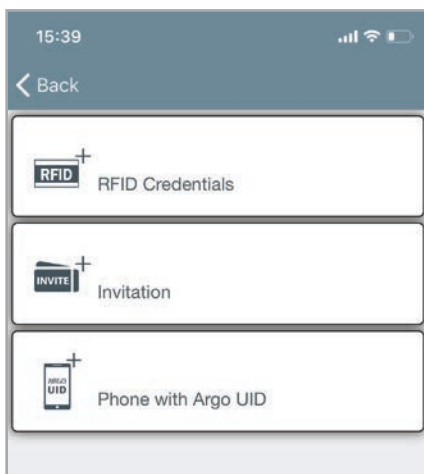 15:39
Back
RFID
RFID Credentials
INVITE
Invitation
ARGO
UID
Phone with Argo UID